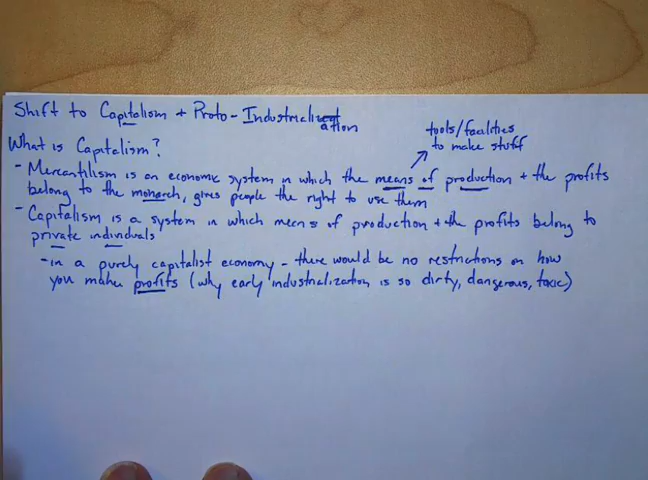 Shift to Capitalism + Proto-Industrialization
What is Capitalism?
tools/facilities
to make stuff
- Mercantilism is an economic system in which the means of production + the profits
belong to the monarch, gives people the right to use them
- Capitalism is a system in which means of production + the profits belong to
private individuals
- in a purely capitalist economy - there would be no restrictions on how
you make profits (why early industrialization is so dirty, dangerous, toxic)